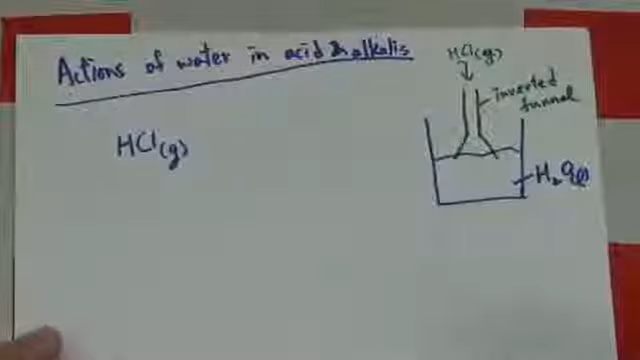 Actions of water in acid & alkalis
HCl(g)
HCl(g)
inverted
funnel
H₂O(l)